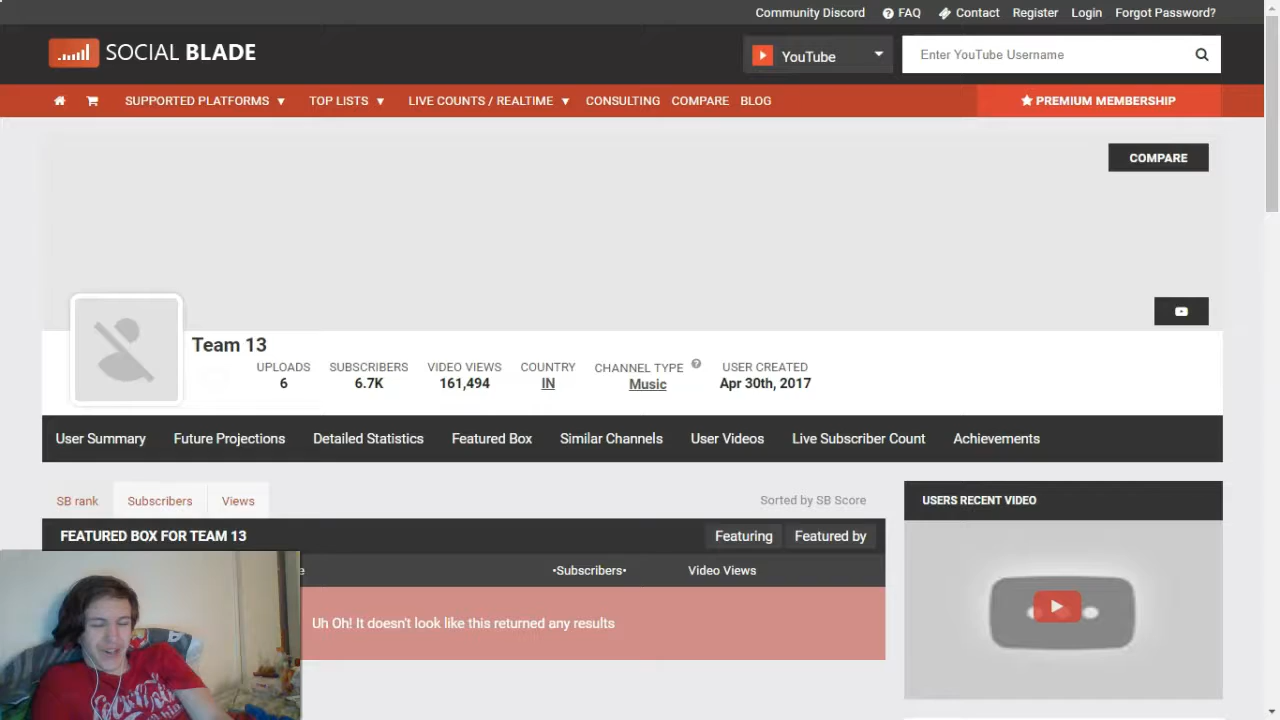 Community Discord FAQ Contact Register Login Forgot Password?
SOCIAL BLADE
YouTube
Enter YouTube Username
SUPPORTED PLATFORMS ▼ TOP LISTS ▼ LIVE COUNTS / REALTIME ▼ CONSULTING COMPARE BLOG
PREMIUM MEMBERSHIP
COMPARE
Team 13
UPLOADS SUBSCRIBERS VIDEO VIEWS COUNTRY CHANNEL TYPE ? USER CREATED
6 6.7K 161,494 IN Music Apr 30th, 2017
User Summary Future Projections Detailed Statistics Featured Box Similar Channels User Videos Live Subscriber Count Achievements
SB rank Subscribers Views Sorted by SB Score
USERS RECENT VIDEO
FEATURED BOX FOR TEAM 13 Featuring Featured by
•Subscribers• Video Views
Uh Oh! It doesn't look like this returned any results